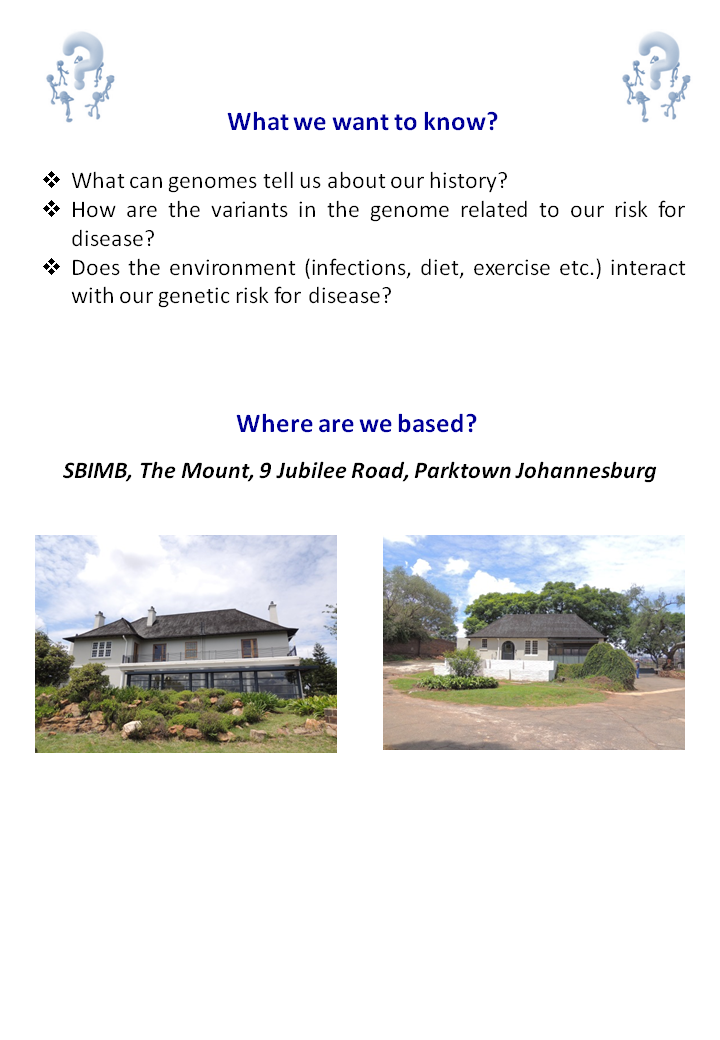 What we want to know?
❖ What can genomes tell us about our history?
❖ How are the variants in the genome related to our risk for
disease?
❖ Does the environment (infections, diet, exercise etc.) interact
with our genetic risk for disease?
Where are we based?
SBIMB, The Mount, 9 Jubilee Road, Parktown Johannesburg